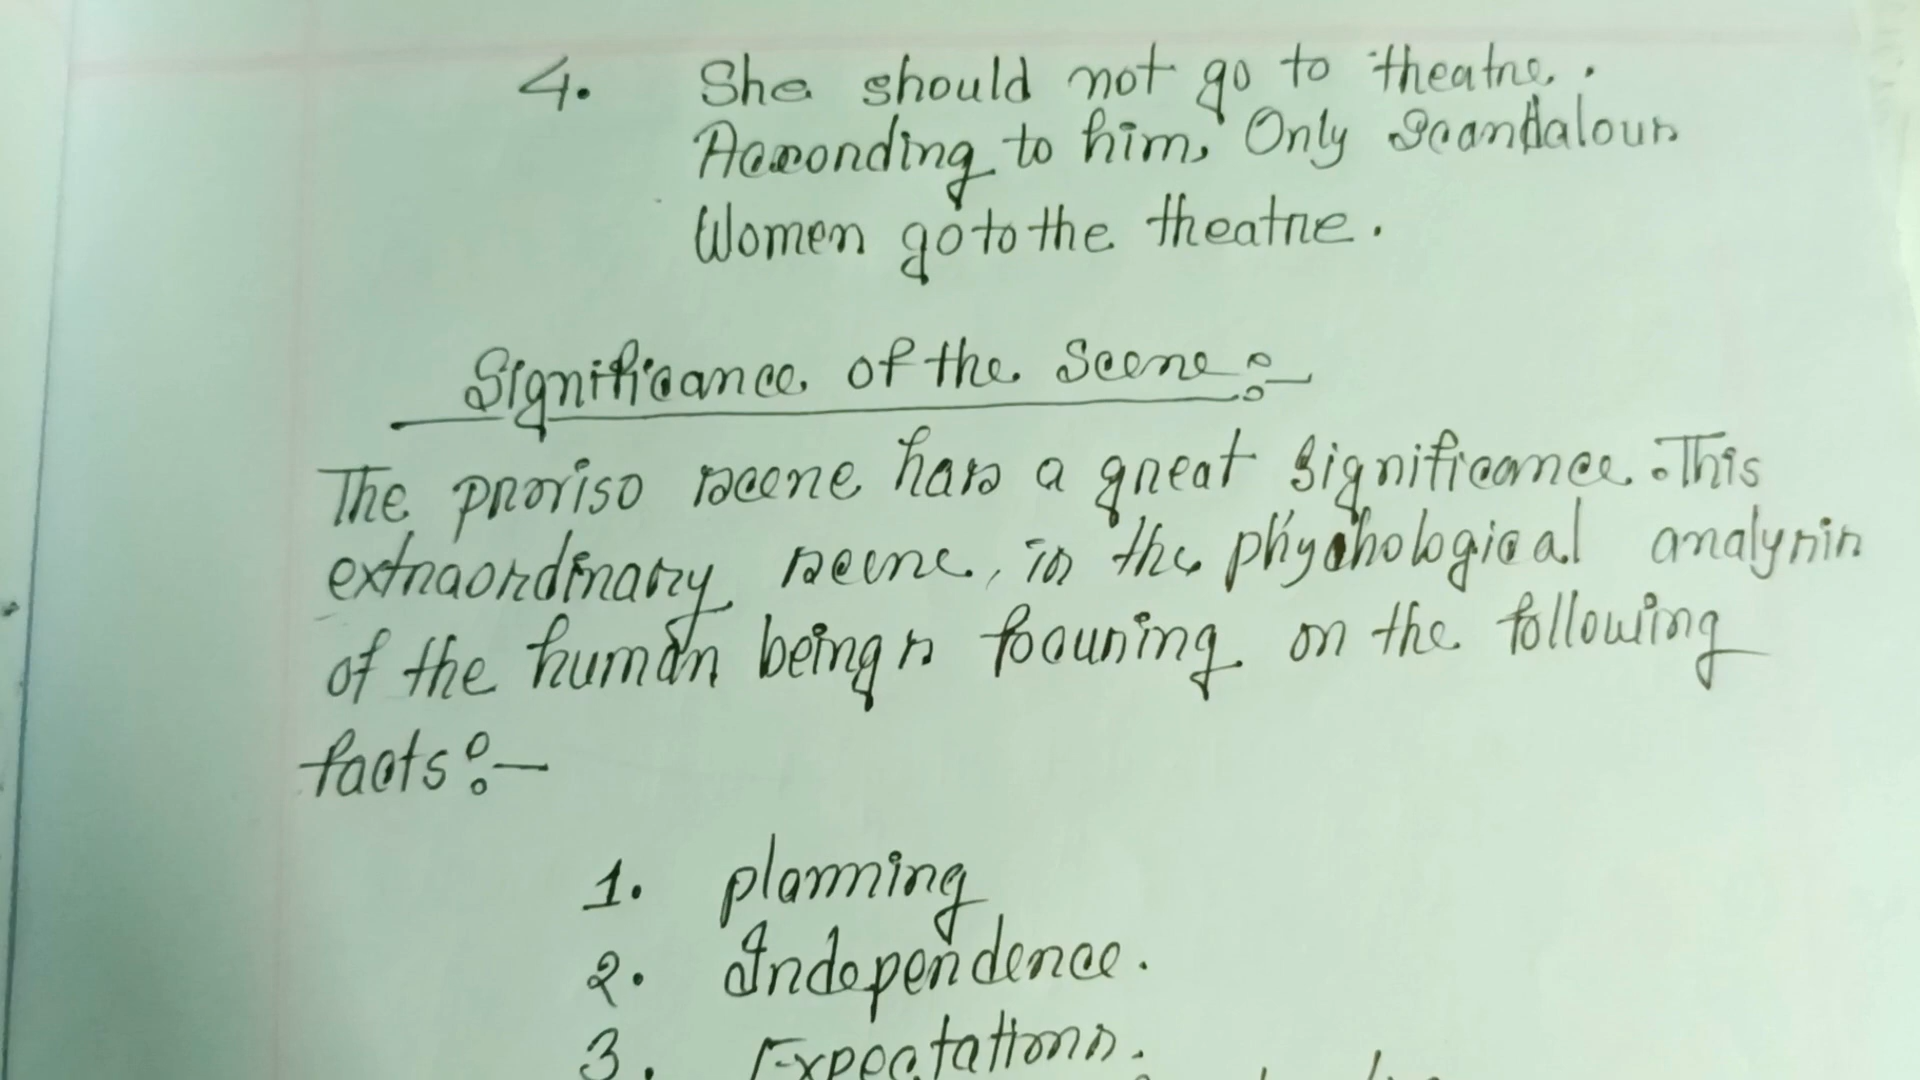 4. She should not go to theatre.
According to him, Only Scandalous
Women go to the theatre.
Significance of the Scene:-
The proviso scene has a great significance. This
extraordinary scene, is the phychological analysis
of the human beings focusing on the following
facts:-
1. planning
2. Independence.
3. Expectations.